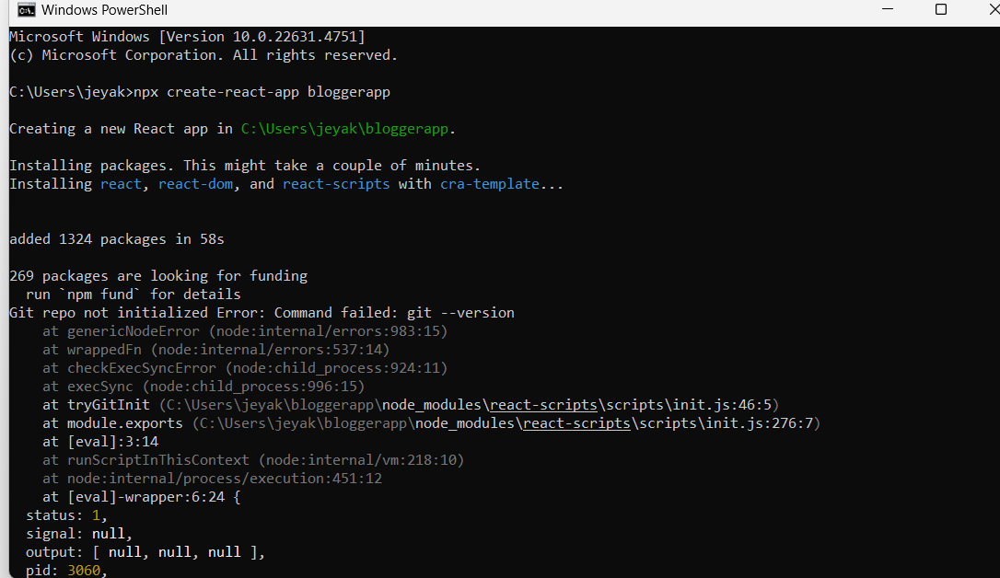 Windows PowerShell
Microsoft Windows [Version 10.0.22631.4751]
(c) Microsoft Corporation. All rights reserved.
C:\Users\jeyak>npx create-react-app bloggerapp
Creating a new React app in C:\Users\jeyak\bloggerapp.
Installing packages. This might take a couple of minutes.
Installing react, react-dom, and react-scripts with cra-template...
added 1324 packages in 58s
269 packages are looking for funding
  run `npm fund` for details
Git repo not initialized Error: Command failed: git --version
    at genericNodeError (node:internal/errors:983:15)
    at wrappedFn (node:internal/errors:537:14)
    at checkExecSyncError (node:child_process:924:11)
    at execSync (node:child_process:996:15)
    at tryGitInit (C:\Users\jeyak\bloggerapp\node_modules\react-scripts\scripts\init.js:46:5)
    at module.exports (C:\Users\jeyak\bloggerapp\node_modules\react-scripts\scripts\init.js:276:7)
    at [eval]:3:14
    at runScriptInThisContext (node:internal/vm:218:10)
    at node:internal/process/execution:451:12
    at [eval]-wrapper:6:24 {
  status: 1,
  signal: null,
  output: [ null, null, null ],
  pid: 3060,